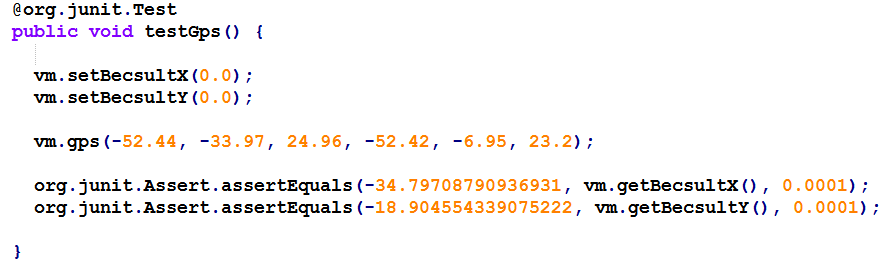 @org.junit.Test
public void testGps() {
vm.setBecsultX(0.0);
vm.setBecsultY(0.0);
vm.gps(-52.44, -33.97, 24.96, -52.42, -6.95, 23.2);
org.junit.Assert.assertEquals(-34.79708790936931, vm.getBecsultX(), 0.0001);
org.junit.Assert.assertEquals(-18.904554339075222, vm.getBecsultY(), 0.0001);
}